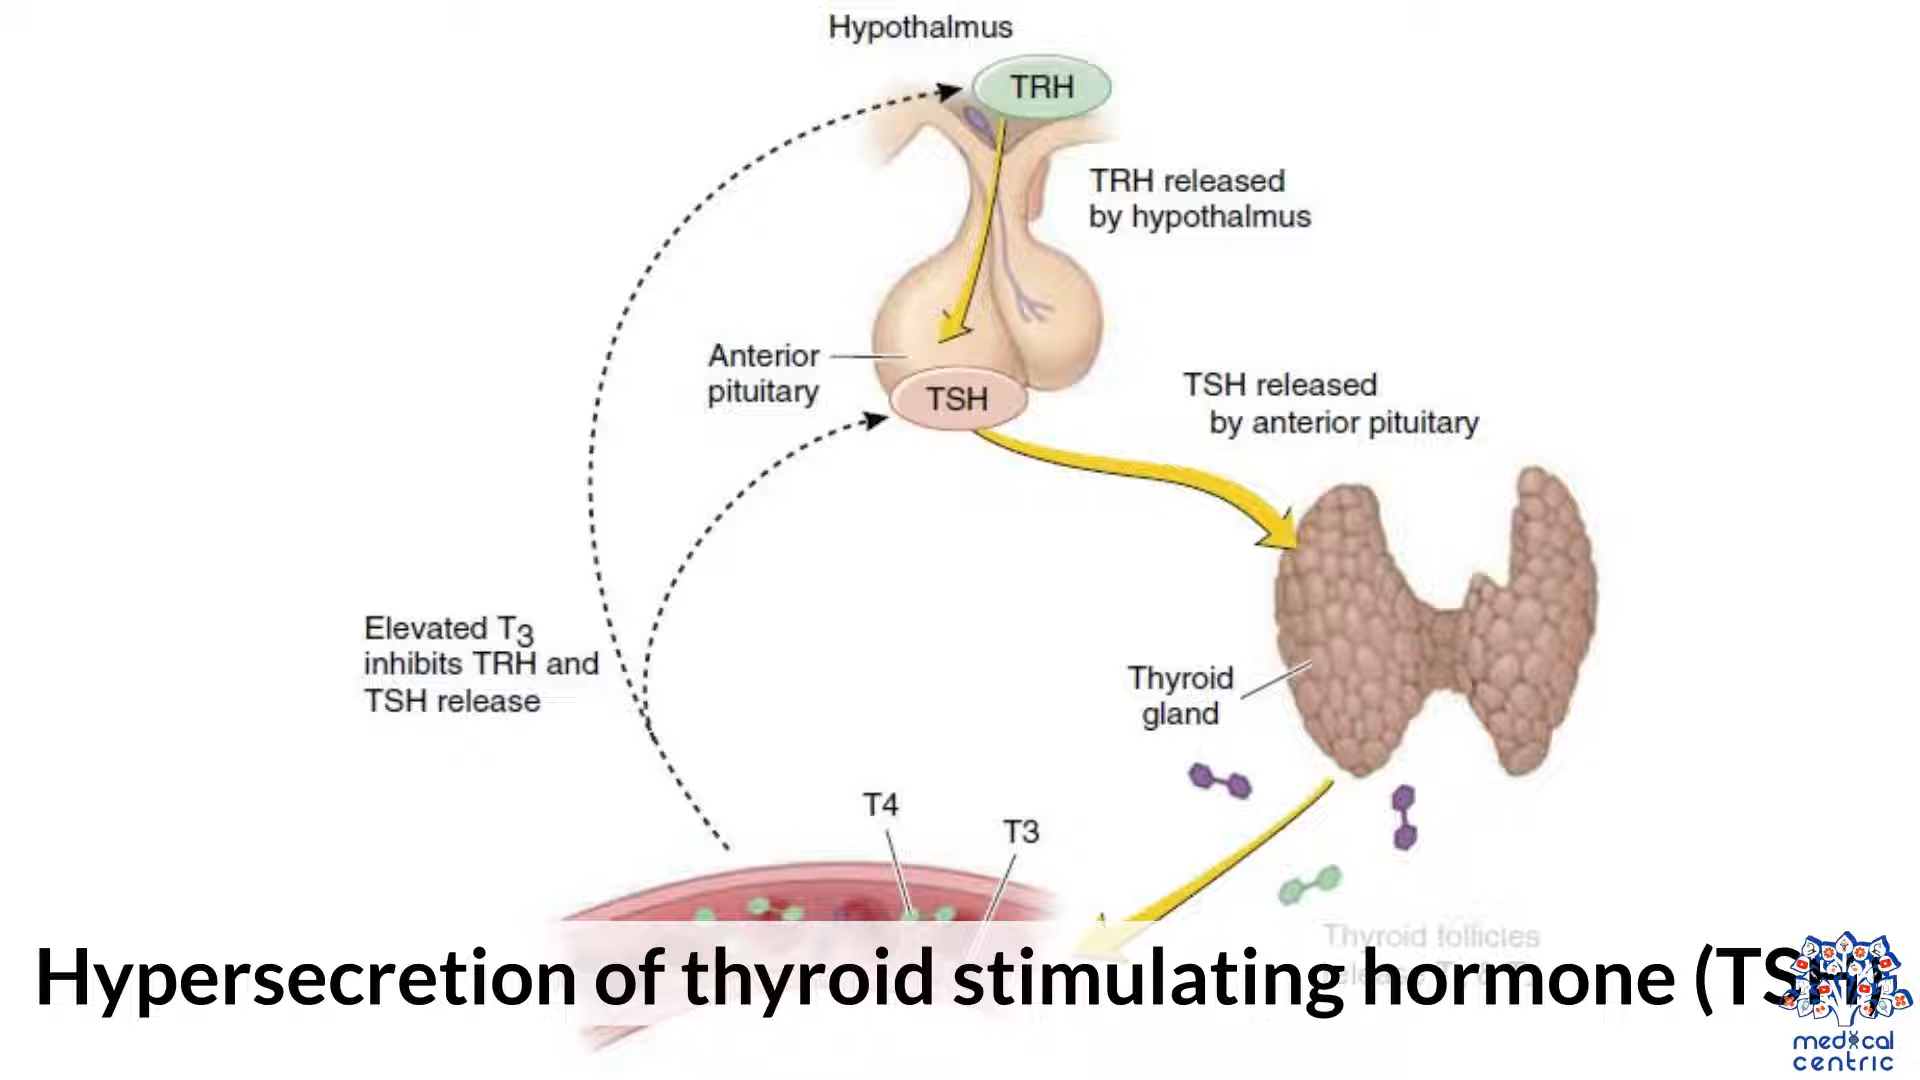 Hypothalmus
TRH
TRH released
by hypothalmus
Anterior
pituitary
TSH
TSH released
by anterior pituitary
Elevated T3
inhibits TRH and
TSH release
Thyroid
gland
T4
T3
Thyroid follicles
Hypersecretion of thyroid stimulating hormone (TSH)
medical
centric